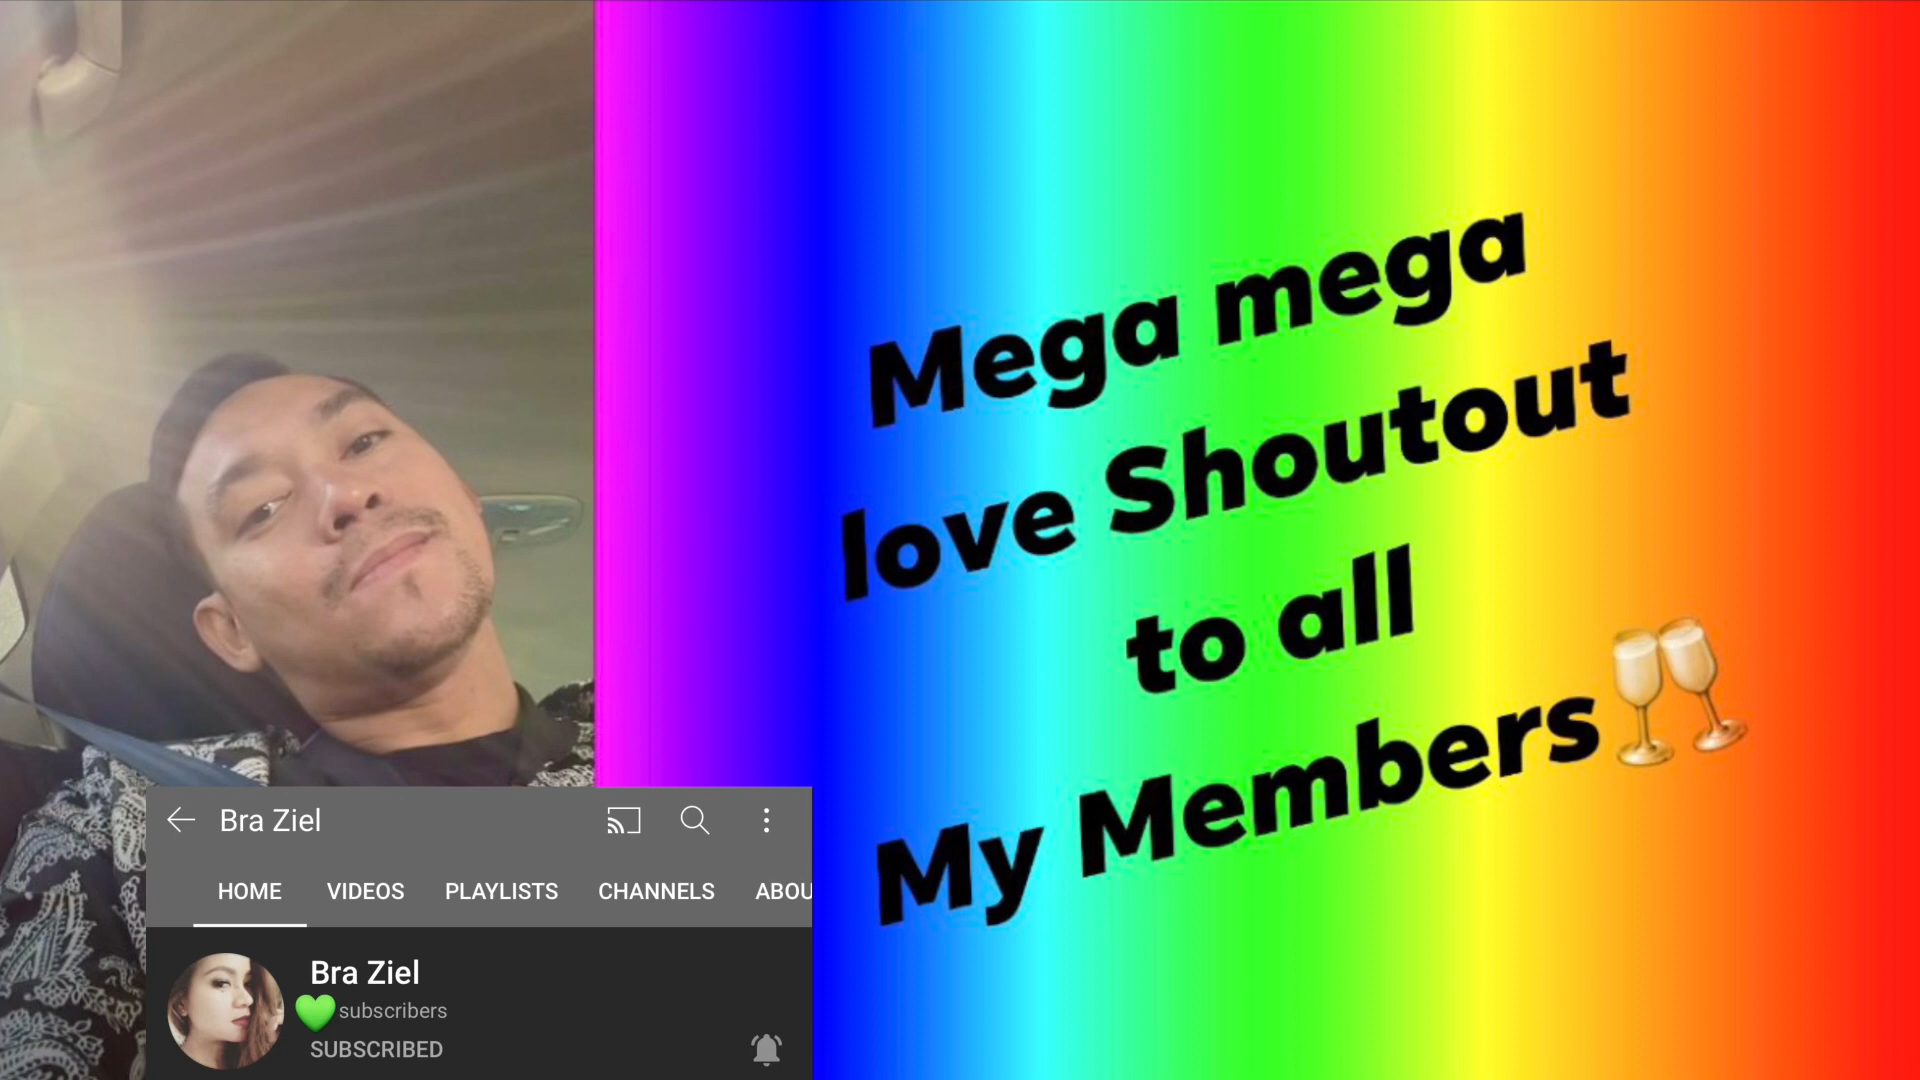 Mega mega
love Shoutout
to all
My Members🥂
Bra Ziel
HOME VIDEOS PLAYLISTS CHANNELS ABOU
Bra Ziel
💚subscribers
SUBSCRIBED